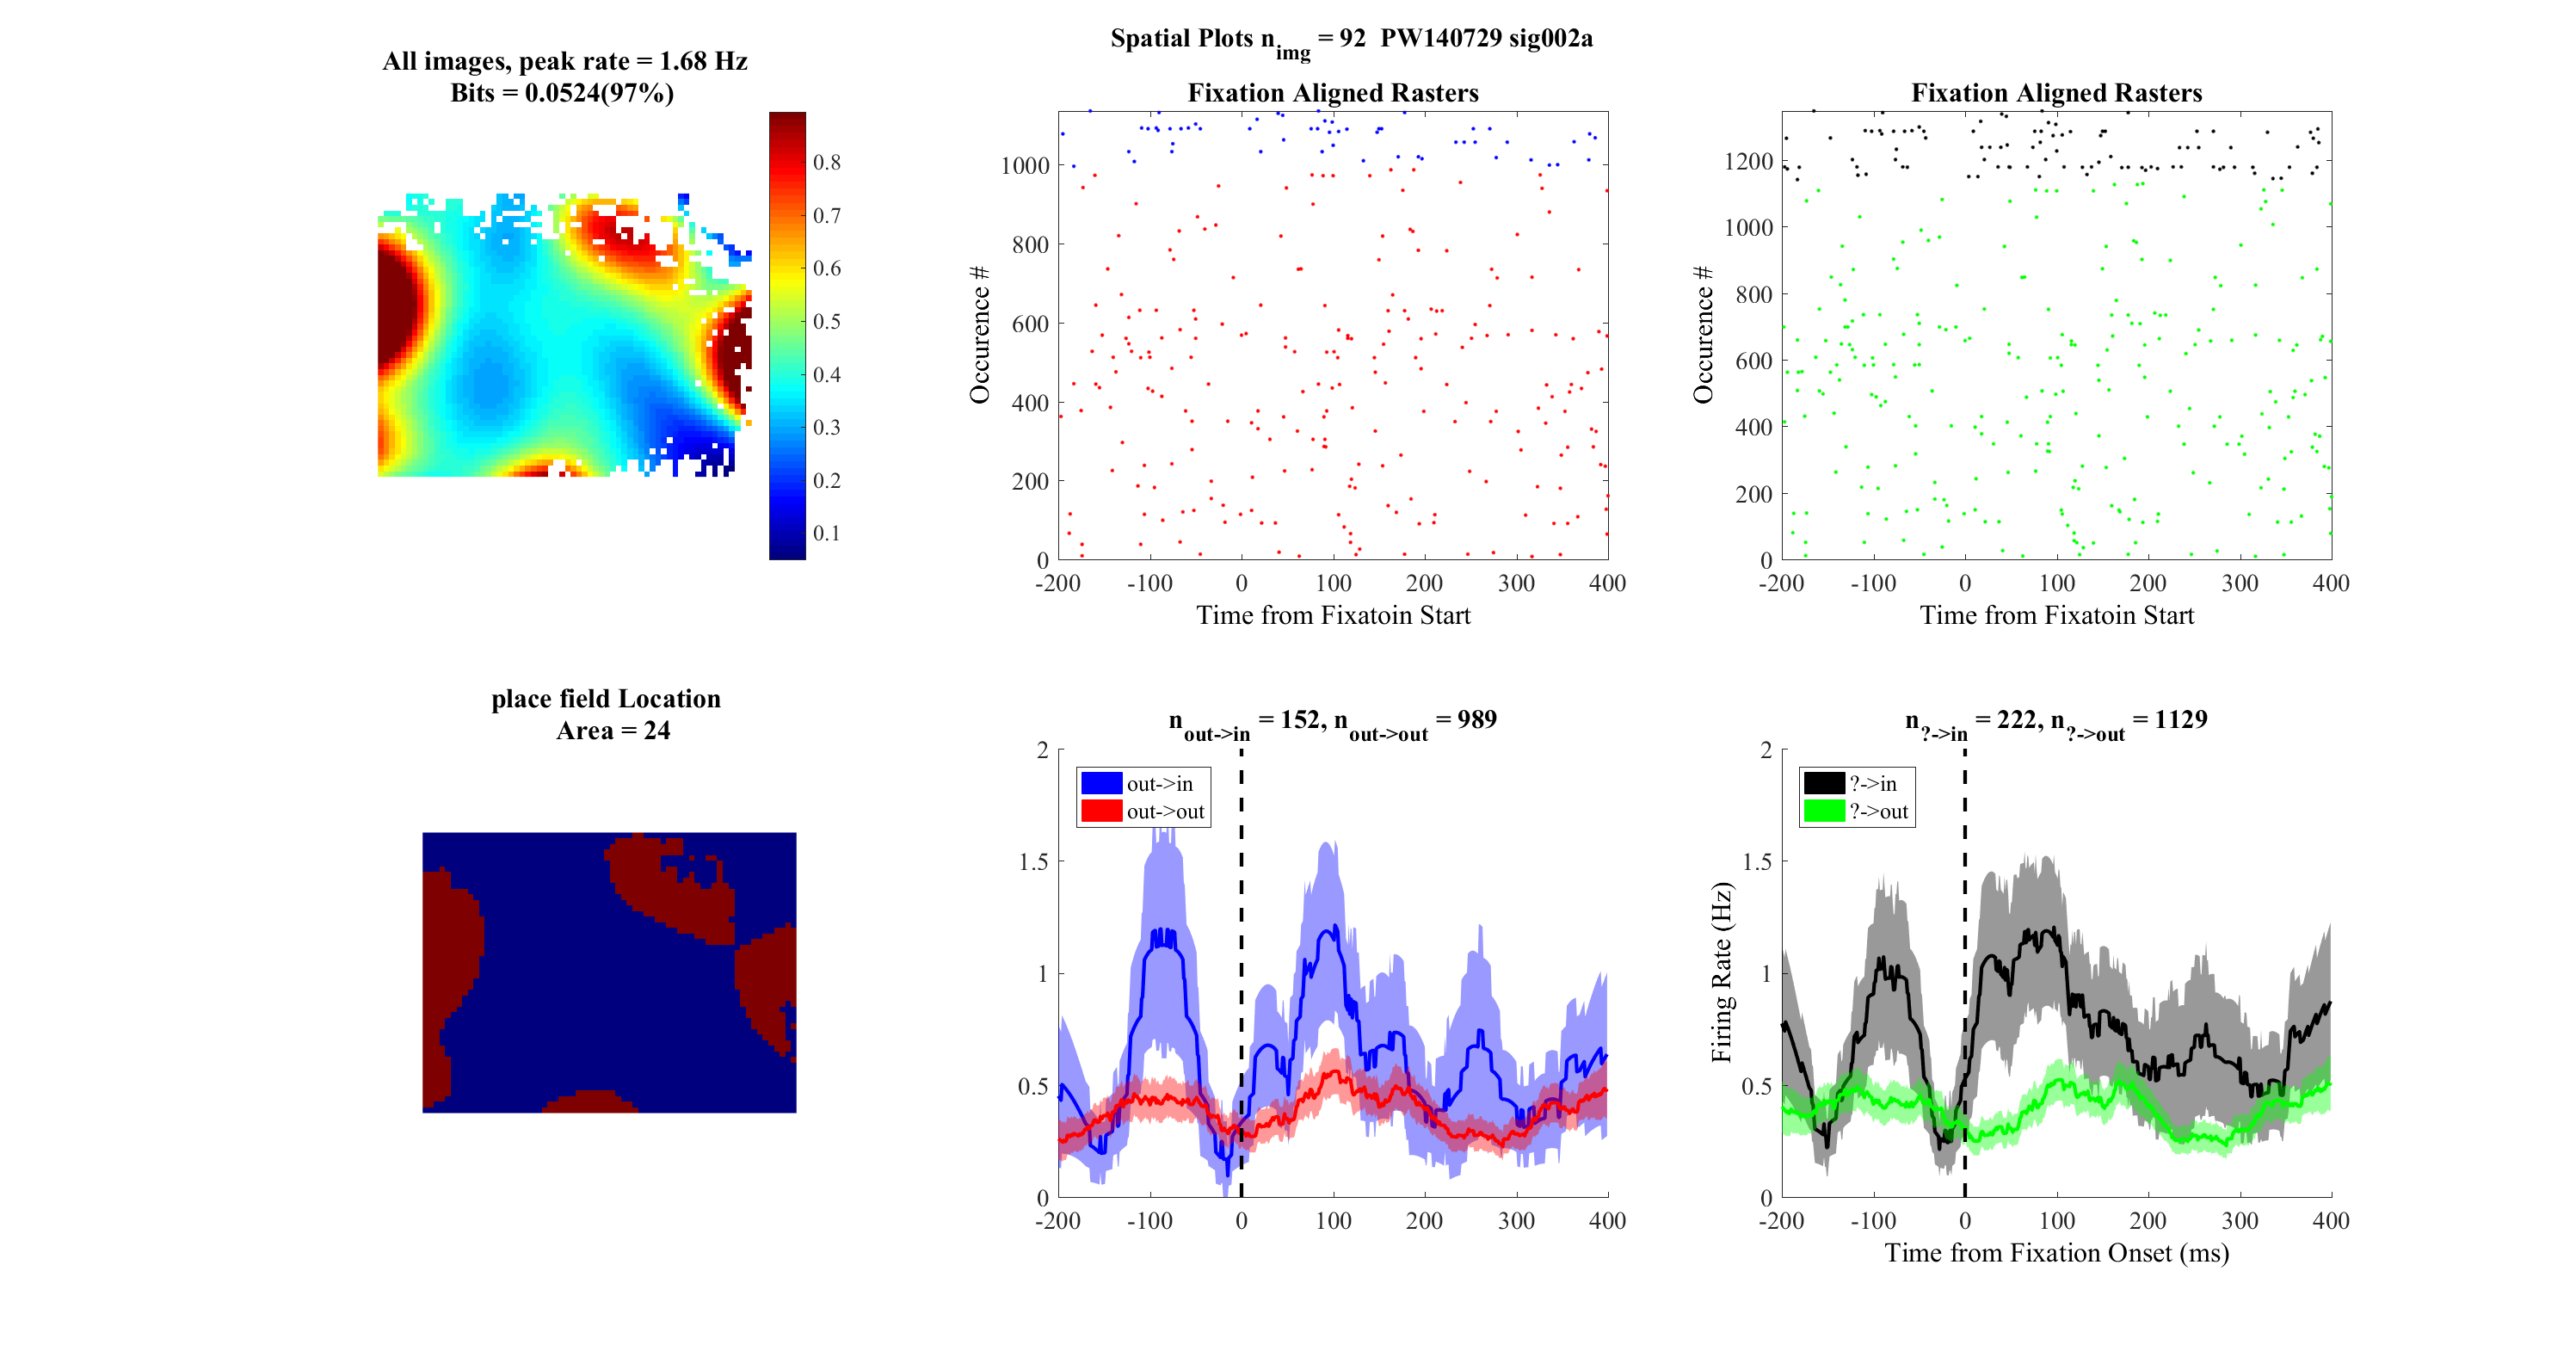 Spatial Plots n_img = 92  PW140729 sig002a
All images, peak rate = 1.68 Hz
Bits = 0.0524(97%)
0.8
0.7
0.6
0.5
0.4
0.3
0.2
0.1
Fixation Aligned Rasters
Occurence #
1000
800
600
400
200
0
-200 -100 0 100 200 300 400
Time from Fixatoin Start
Fixation Aligned Rasters
Occurence #
1200
1000
800
600
400
200
0
-200 -100 0 100 200 300 400
Time from Fixatoin Start
place field Location
Area = 24
n_out->in = 152, n_out->out = 989
2
1.5
1
0.5
0
out->in
out->out
-200 -100 0 100 200 300 400
n_?->in = 222, n_?->out = 1129
Firing Rate (Hz)
2
1.5
1
0.5
0
?->in
?->out
-200 -100 0 100 200 300 400
Time from Fixation Onset (ms)